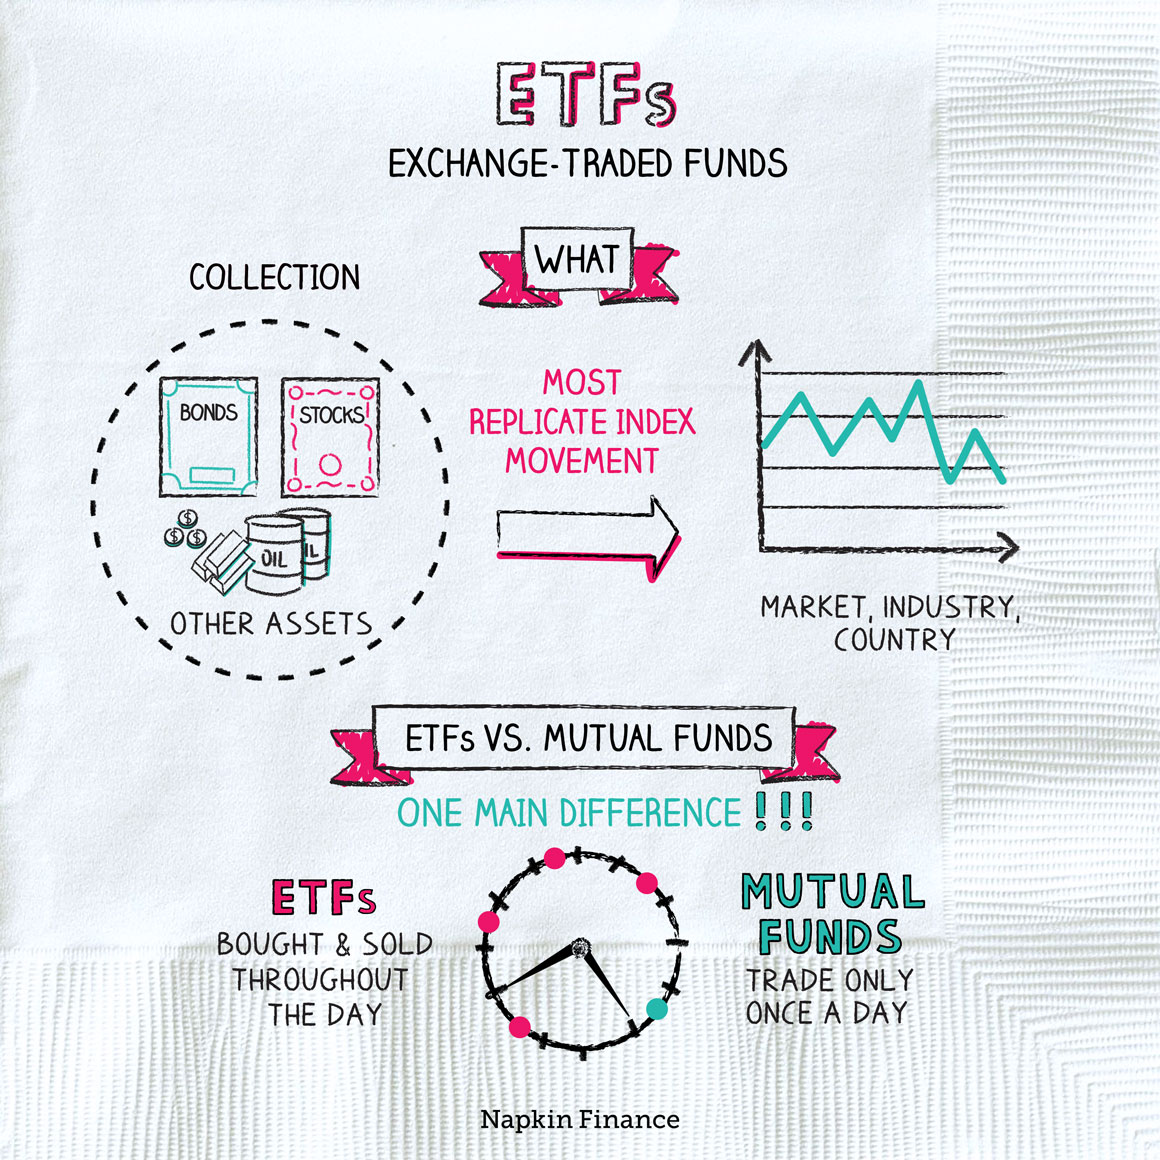 ETFs
EXCHANGE-TRADED FUNDS
WHAT
COLLECTION
BONDS
STOCKS
$
$
$
OIL
IL
OTHER ASSETS
MOST
REPLICATE INDEX
MOVEMENT
MARKET, INDUSTRY,
COUNTRY
ETFs VS. MUTUAL FUNDS
ONE MAIN DIFFERENCE !!!
ETFs
BOUGHT & SOLD
THROUGHOUT
THE DAY
MUTUAL
FUNDS
TRADE ONLY
ONCE A DAY
Napkin Finance